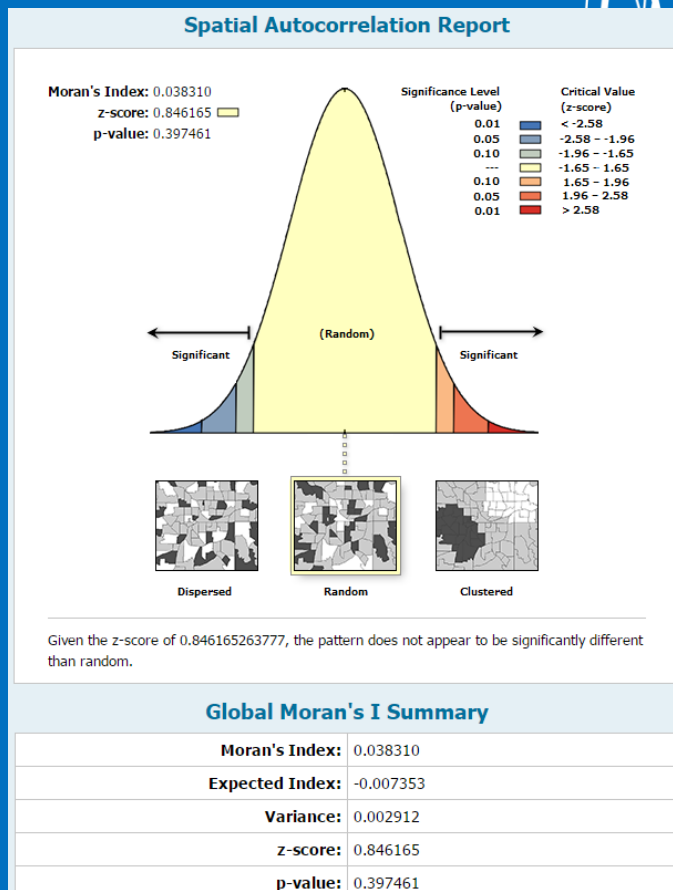 Spatial Autocorrelation Report
Moran's Index: 0.038310
z-score: 0.846165
p-value: 0.397461
Significance Level
(p-value)
Critical Value
(z-score)
0.01 < -2.58
0.05 -2.58 – -1.96
0.10 -1.96 – -1.65
--- -1.65 – 1.65
0.10 1.65 – 1.96
0.05 1.96 – 2.58
0.01 > 2.58
(Random)
Significant
Significant
Dispersed
Random
Clustered
Given the z-score of 0.846165263777, the pattern does not appear to be significantly different
than random.
Global Moran's I Summary
Moran's Index: 0.038310
Expected Index: -0.007353
Variance: 0.002912
z-score: 0.846165
p-value: 0.397461